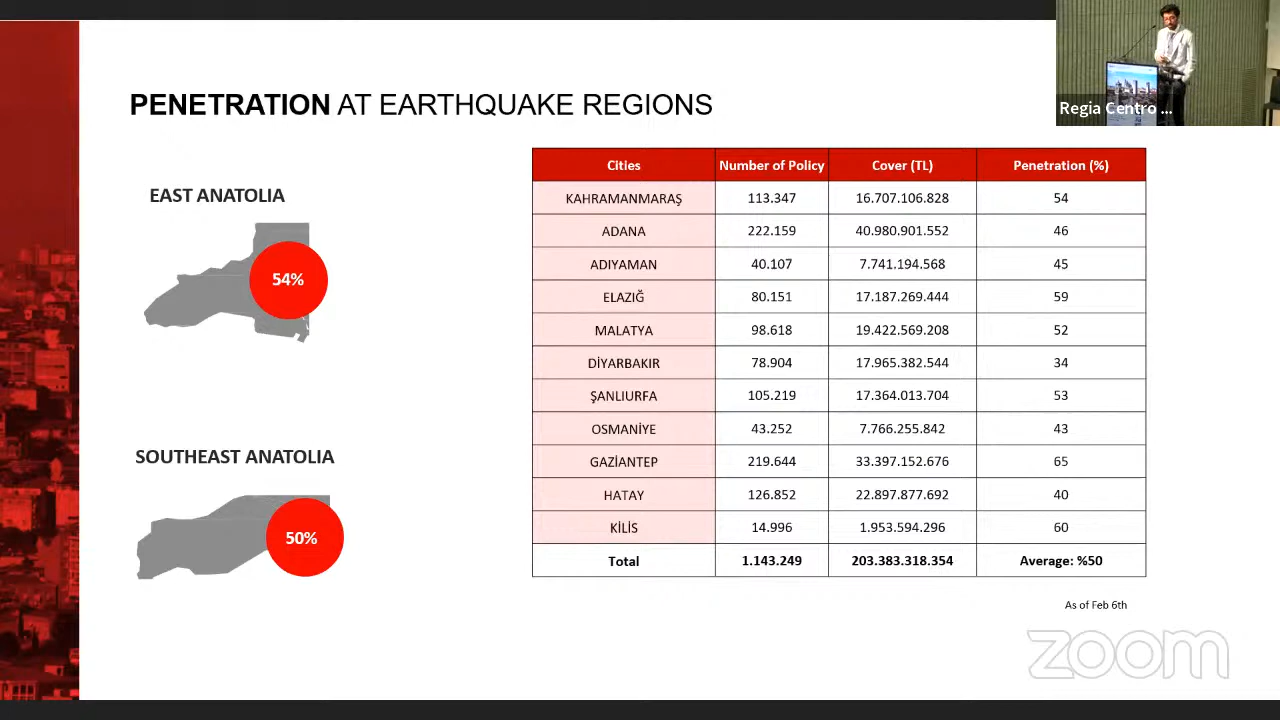 PENETRATION AT EARTHQUAKE REGIONS
Regia Centro ...
EAST ANATOLIA
54%
SOUTHEAST ANATOLIA
50%
Cities Number of Policy Cover (TL) Penetration (%)
KAHRAMANMARAŞ 113.347 16.707.106.828 54
ADANA 222.159 40.980.901.552 46
ADIYAMAN 40.107 7.741.194.568 45
ELAZIĞ 80.151 17.187.269.444 59
MALATYA 98.618 19.422.569.208 52
DİYARBAKIR 78.904 17.965.382.544 34
ŞANLIURFA 105.219 17.364.013.704 53
OSMANİYE 43.252 7.766.255.842 43
GAZİANTEP 219.644 33.397.152.676 65
HATAY 126.852 22.897.877.692 40
KİLİS 14.996 1.953.594.296 60
Total 1.143.249 203.383.318.354 Average: %50
As of Feb 6th
zoom